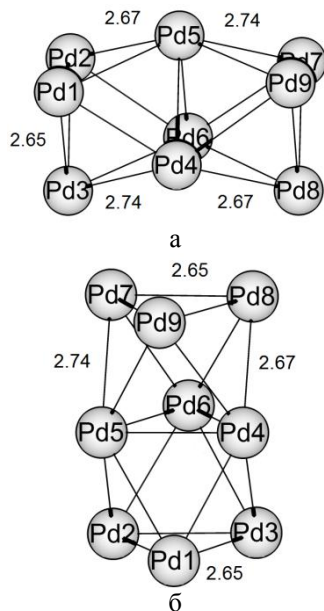 2.67 2.74
Pd5
Pd2 Pd7
Pd1 Pd9
2.65 Pd6
Pd4
Pd3 Pd8
2.74 2.67
а
2.65
Pd7 Pd8
Pd9
2.74 2.67
Pd6
Pd5 Pd4
Pd2 Pd3
Pd1
2.65
б